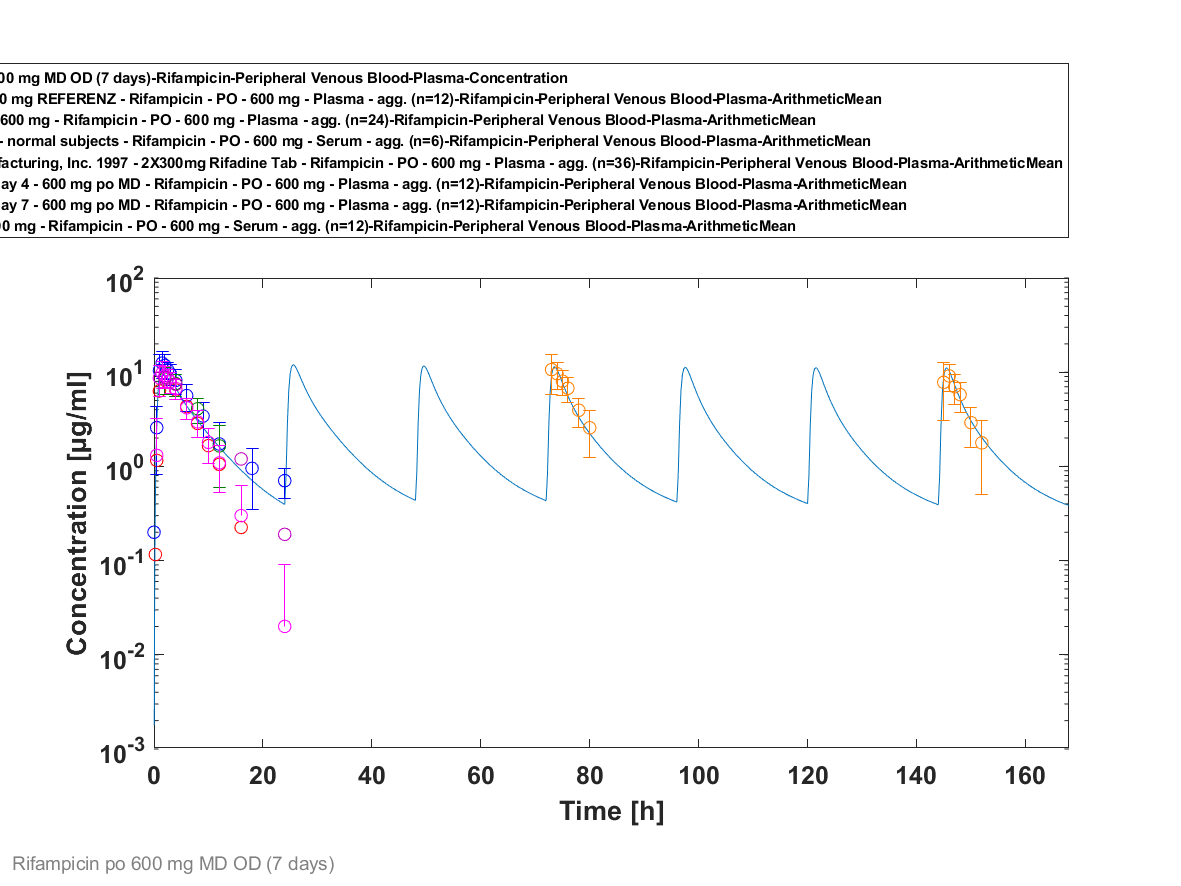 00 mg MD OD (7 days)-Rifampicin-Peripheral Venous Blood-Plasma-Concentration
0 mg REFERENZ - Rifampicin - PO - 600 mg - Plasma - agg. (n=12)-Rifampicin-Peripheral Venous Blood-Plasma-ArithmeticMean
600 mg - Rifampicin - PO - 600 mg - Plasma - agg. (n=24)-Rifampicin-Peripheral Venous Blood-Plasma-ArithmeticMean
- normal subjects - Rifampicin - PO - 600 mg - Serum - agg. (n=6)-Rifampicin-Peripheral Venous Blood-Plasma-ArithmeticMean
facturing, Inc. 1997 - 2X300mg Rifadine Tab - Rifampicin - PO - 600 mg - Plasma - agg. (n=36)-Rifampicin-Peripheral Venous Blood-Plasma-ArithmeticMean
ay 4 - 600 mg po MD - Rifampicin - PO - 600 mg - Plasma - agg. (n=12)-Rifampicin-Peripheral Venous Blood-Plasma-ArithmeticMean
ay 7 - 600 mg po MD - Rifampicin - PO - 600 mg - Plasma - agg. (n=12)-Rifampicin-Peripheral Venous Blood-Plasma-ArithmeticMean
00 mg - Rifampicin - PO - 600 mg - Serum - agg. (n=12)-Rifampicin-Peripheral Venous Blood-Plasma-ArithmeticMean
10^2
10^1
10^0
10^-1
10^-2
10^-3
Concentration [µg/ml]
0 20 40 60 80 100 120 140 160
Time [h]
Rifampicin po 600 mg MD OD (7 days)